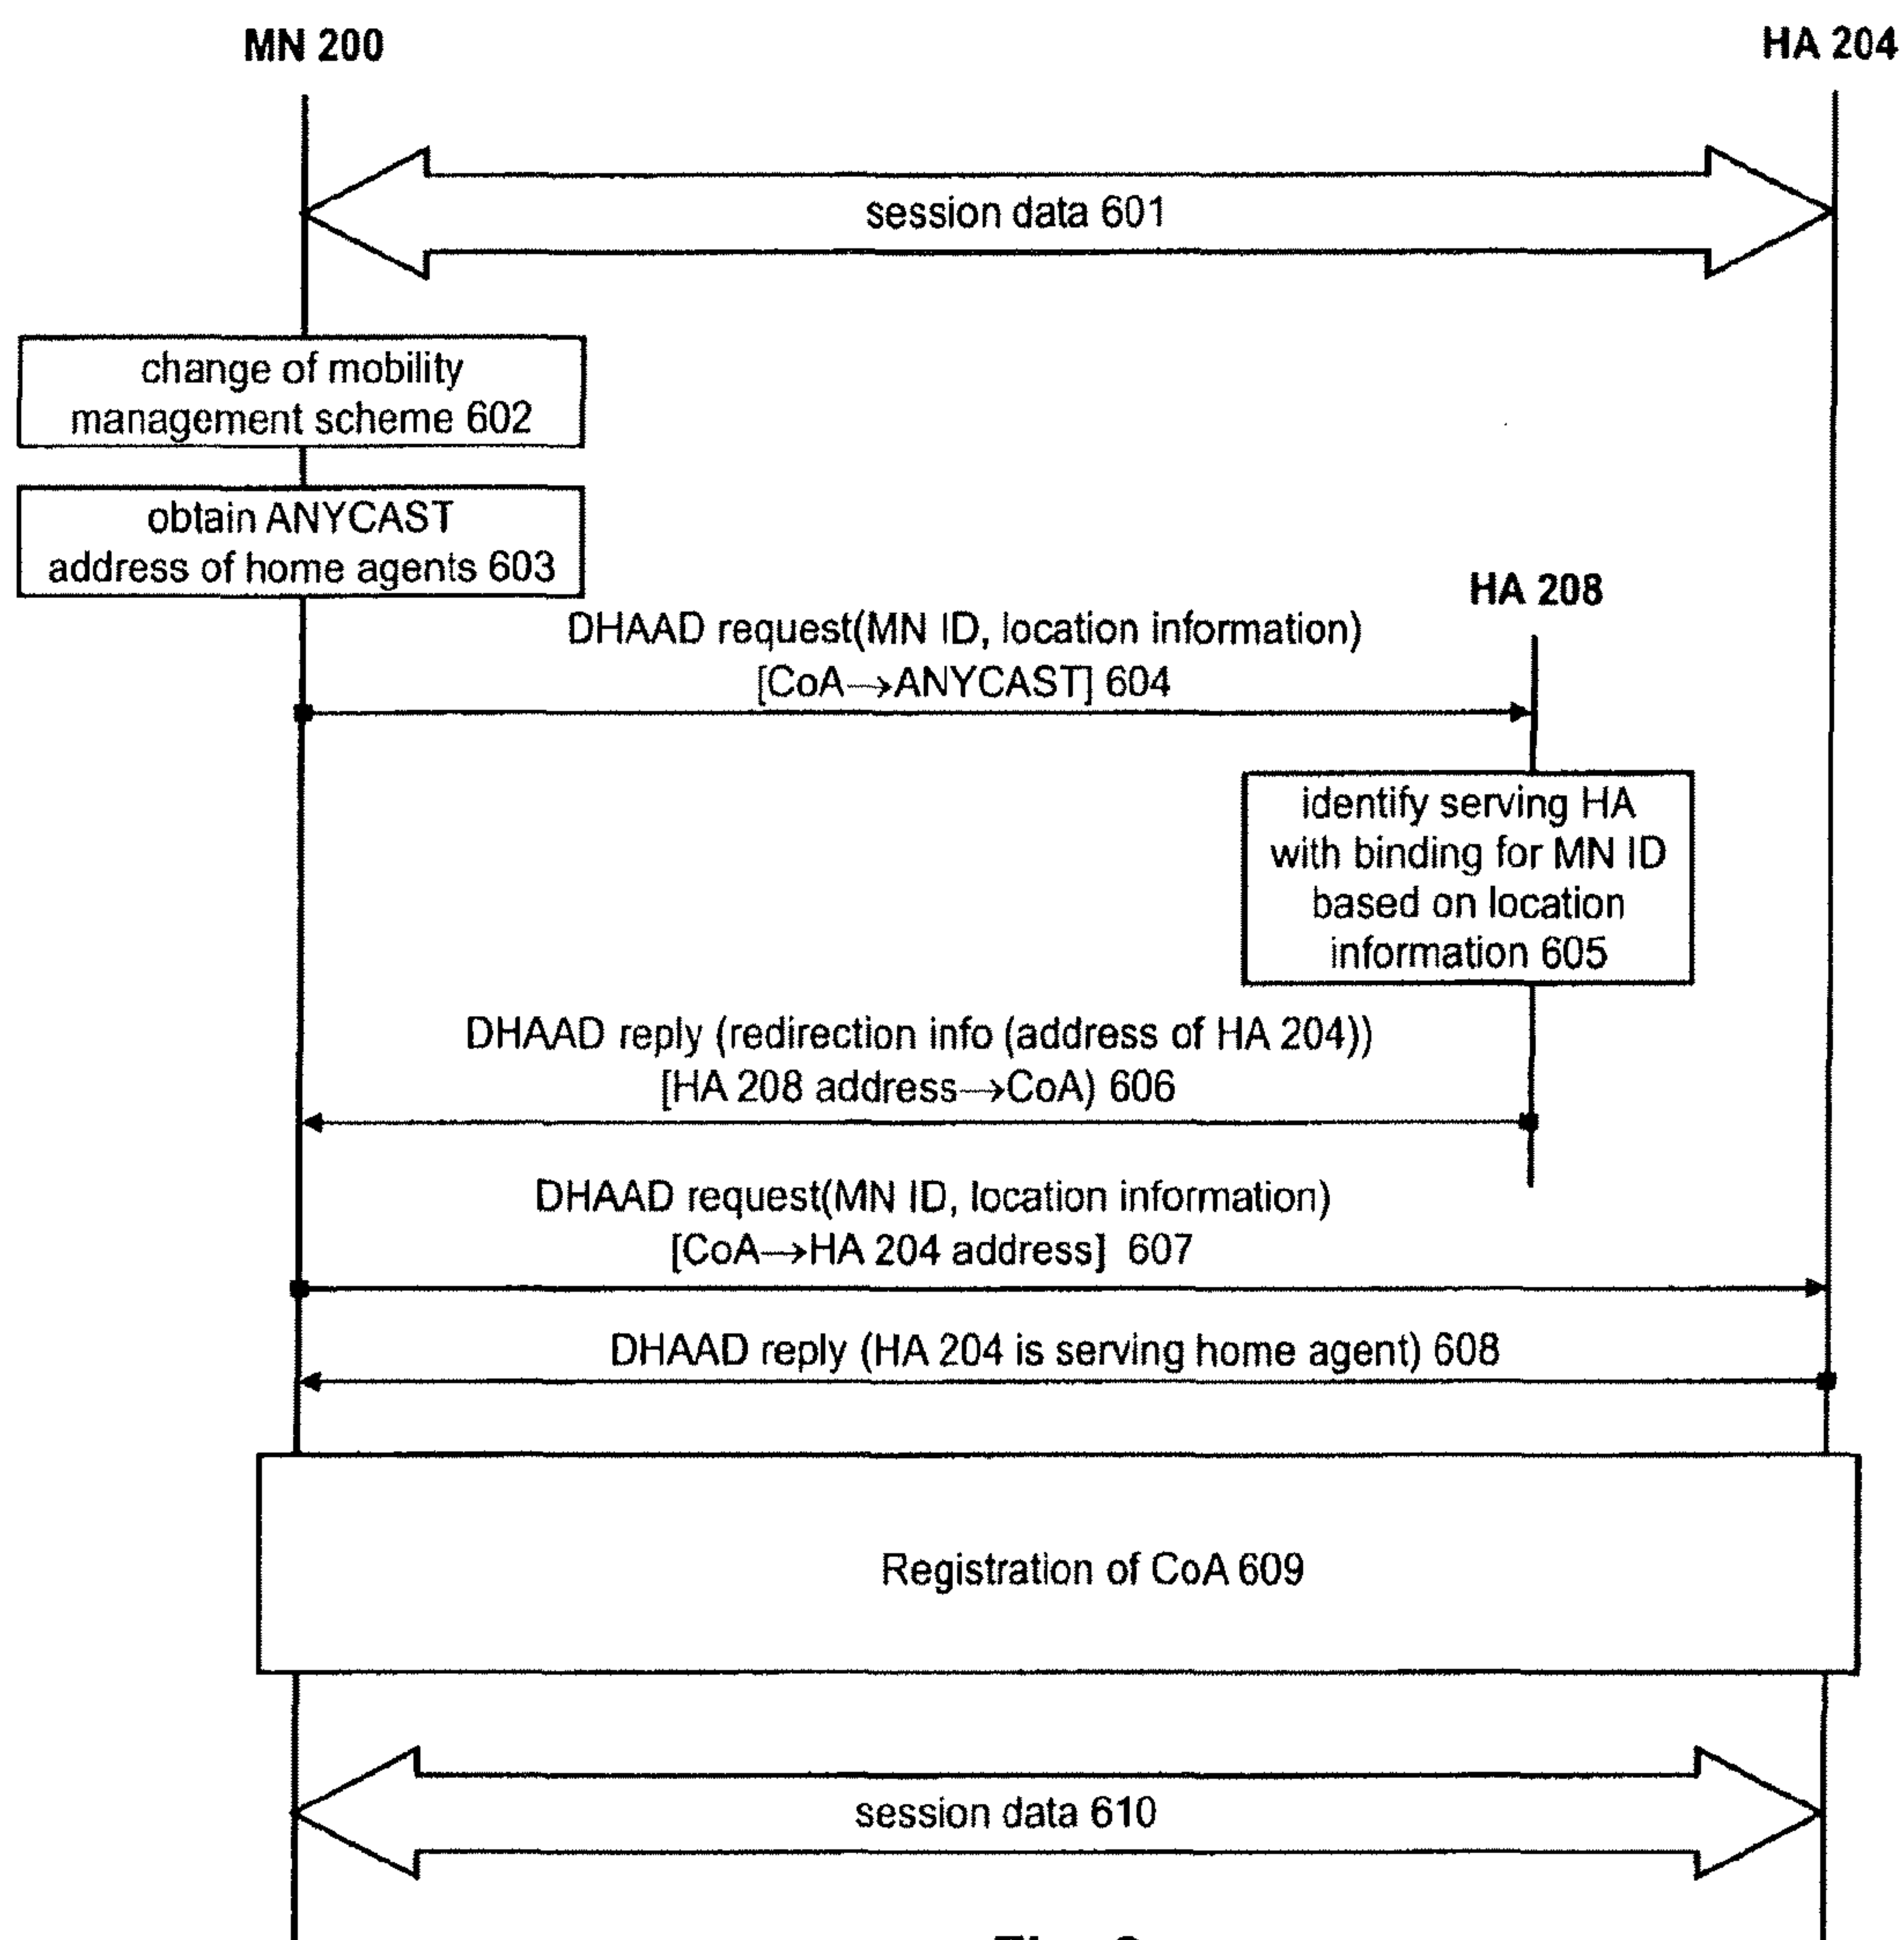 MN 200
HA 204
session data 601
change of mobility
management scheme 602
obtain ANYCAST
address of home agents 603
HA 208
DHAAD request(MN ID, location information)
[CoA→ANYCAST] 604
identify serving HA
with binding for MN ID
based on location
information 605
DHAAD reply (redirection info (address of HA 204))
[HA 208 address→CoA) 606
DHAAD request(MN ID, location information)
[CoA→HA 204 address] 607
DHAAD reply (HA 204 is serving home agent) 608
Registration of CoA 609
session data 610